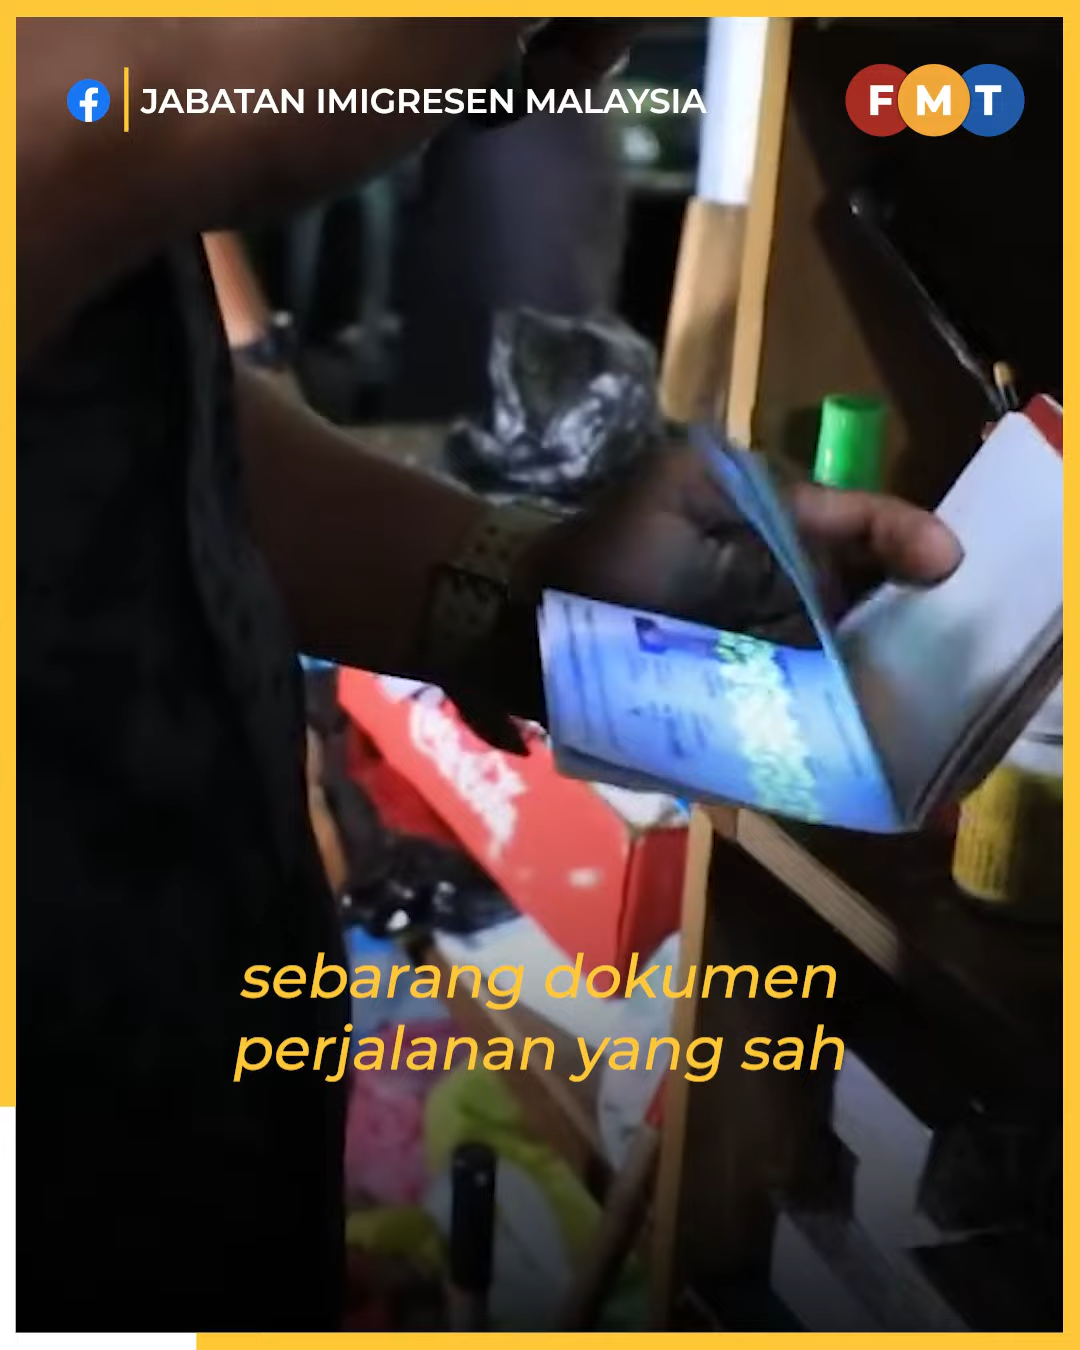 JABATAN IMIGRESEN MALAYSIA
FMT
sebarang dokumen
perjalanan yang sah